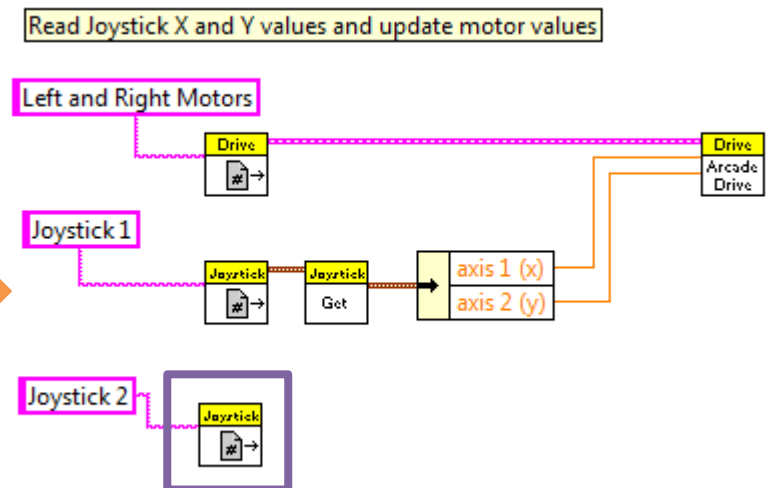 Read Joystick X and Y values and update motor values
Left and Right Motors
Drive
#
Drive
Arcade
Drive
Joystick 1
Joystick
#
Joystick
Get
axis 1 (x)
axis 2 (y)
Joystick 2
Joystick
#